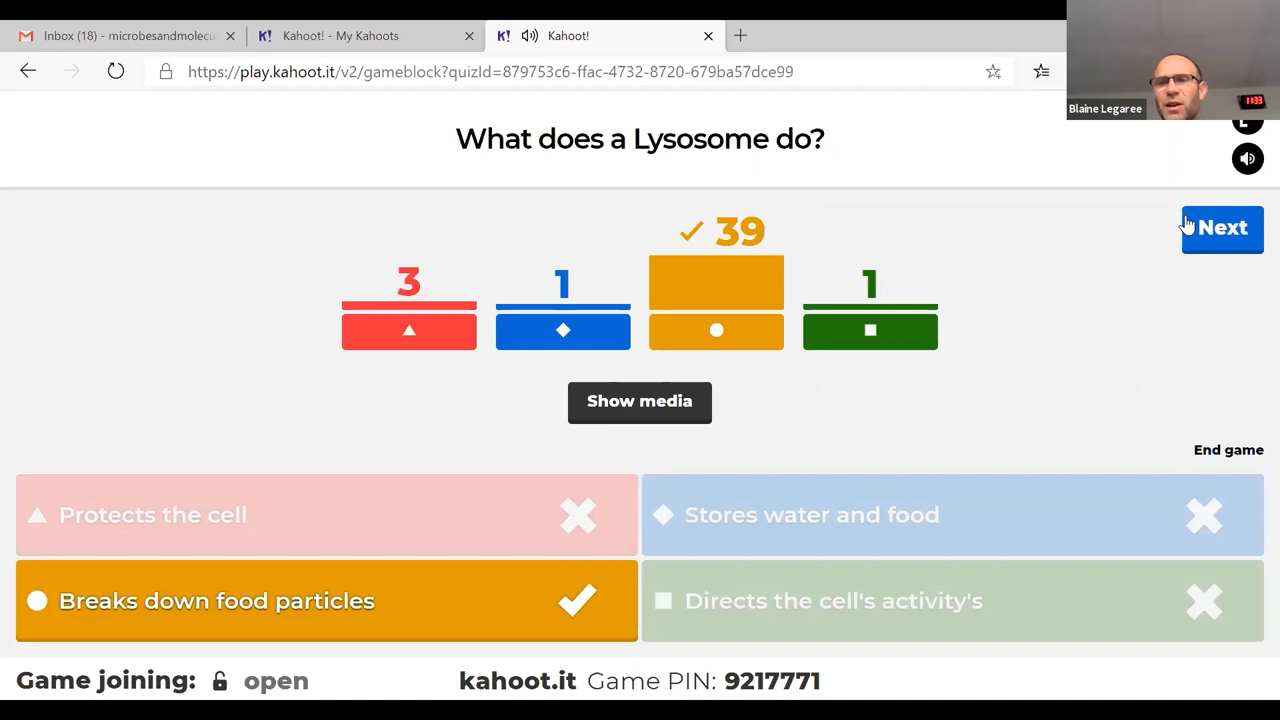 Inbox (18) - microbesandmolecu
Kahoot! - My Kahoots
Kahoot!
https://play.kahoot.it/v2/gameblock?quizId=879753c6-ffac-4732-8720-679ba57dce99
Blaine Legaree
11:33
What does a Lysosome do?
Next
3
1
39
1
Show media
End game
Protects the cell
Stores water and food
Breaks down food particles
Directs the cell's activity's
Game joining: open
kahoot.it Game PIN: 9217771